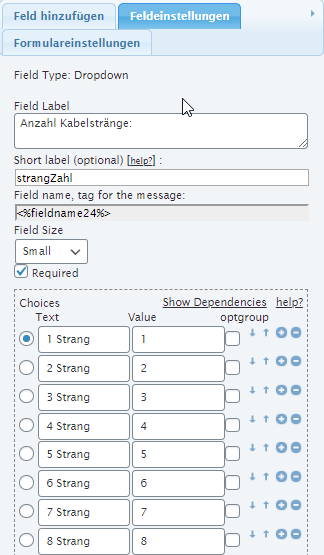 Feld hinzufügen Feldeinstellungen
Formulareinstellungen
Field Type: Dropdown
Field Label
Anzahl Kabelstränge:
Short label (optional) [help?] :
strangZahl
Field name, tag for the message:
<%fieldname24%>
Field Size
Small
Required
Choices Show Dependencies help?
Text Value optgroup
1 Strang 1
2 Strang 2
3 Strang 3
4 Strang 4
5 Strang 5
6 Strang 6
7 Strang 7
8 Strang 8